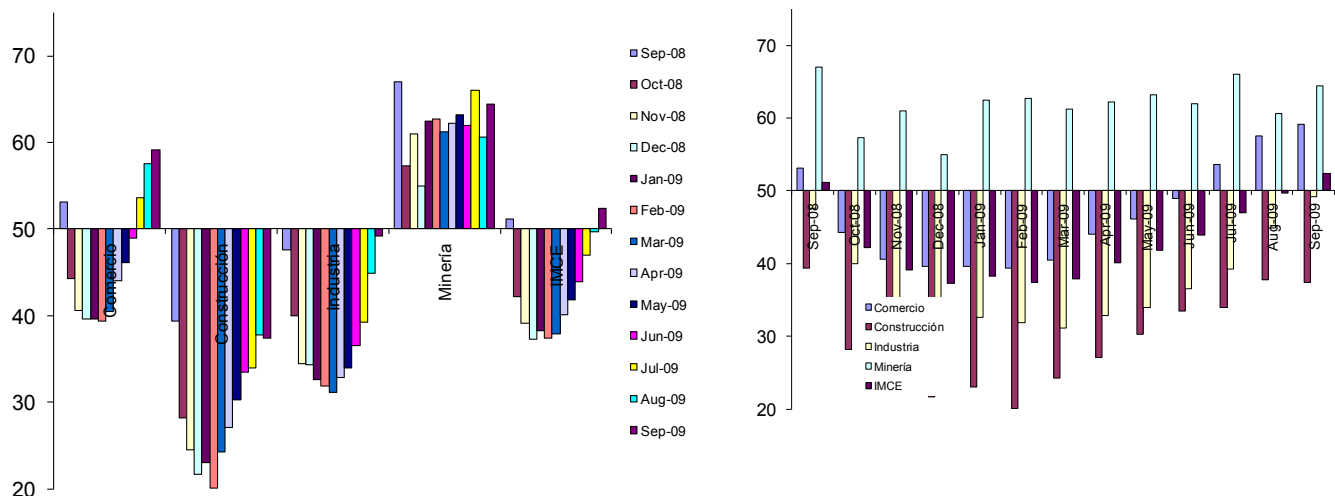 70
60
50
40
30
20
Comercio
Construcción
Industria
Minería
IMCE
Sep-08
Oct-08
Nov-08
Dec-08
Jan-09
Feb-09
Mar-09
Apr-09
May-09
Jun-09
Jul-09
Aug-09
Sep-09
70
60
50
40
30
20
Sep-08
Oct-08
Nov-08
Dec-08
Jan-09
Feb-09
Mar-09
Apr-09
May-09
Jun-09
Jul-09
Aug-09
Sep-09
Comercio
Construcción
Industria
Minería
IMCE